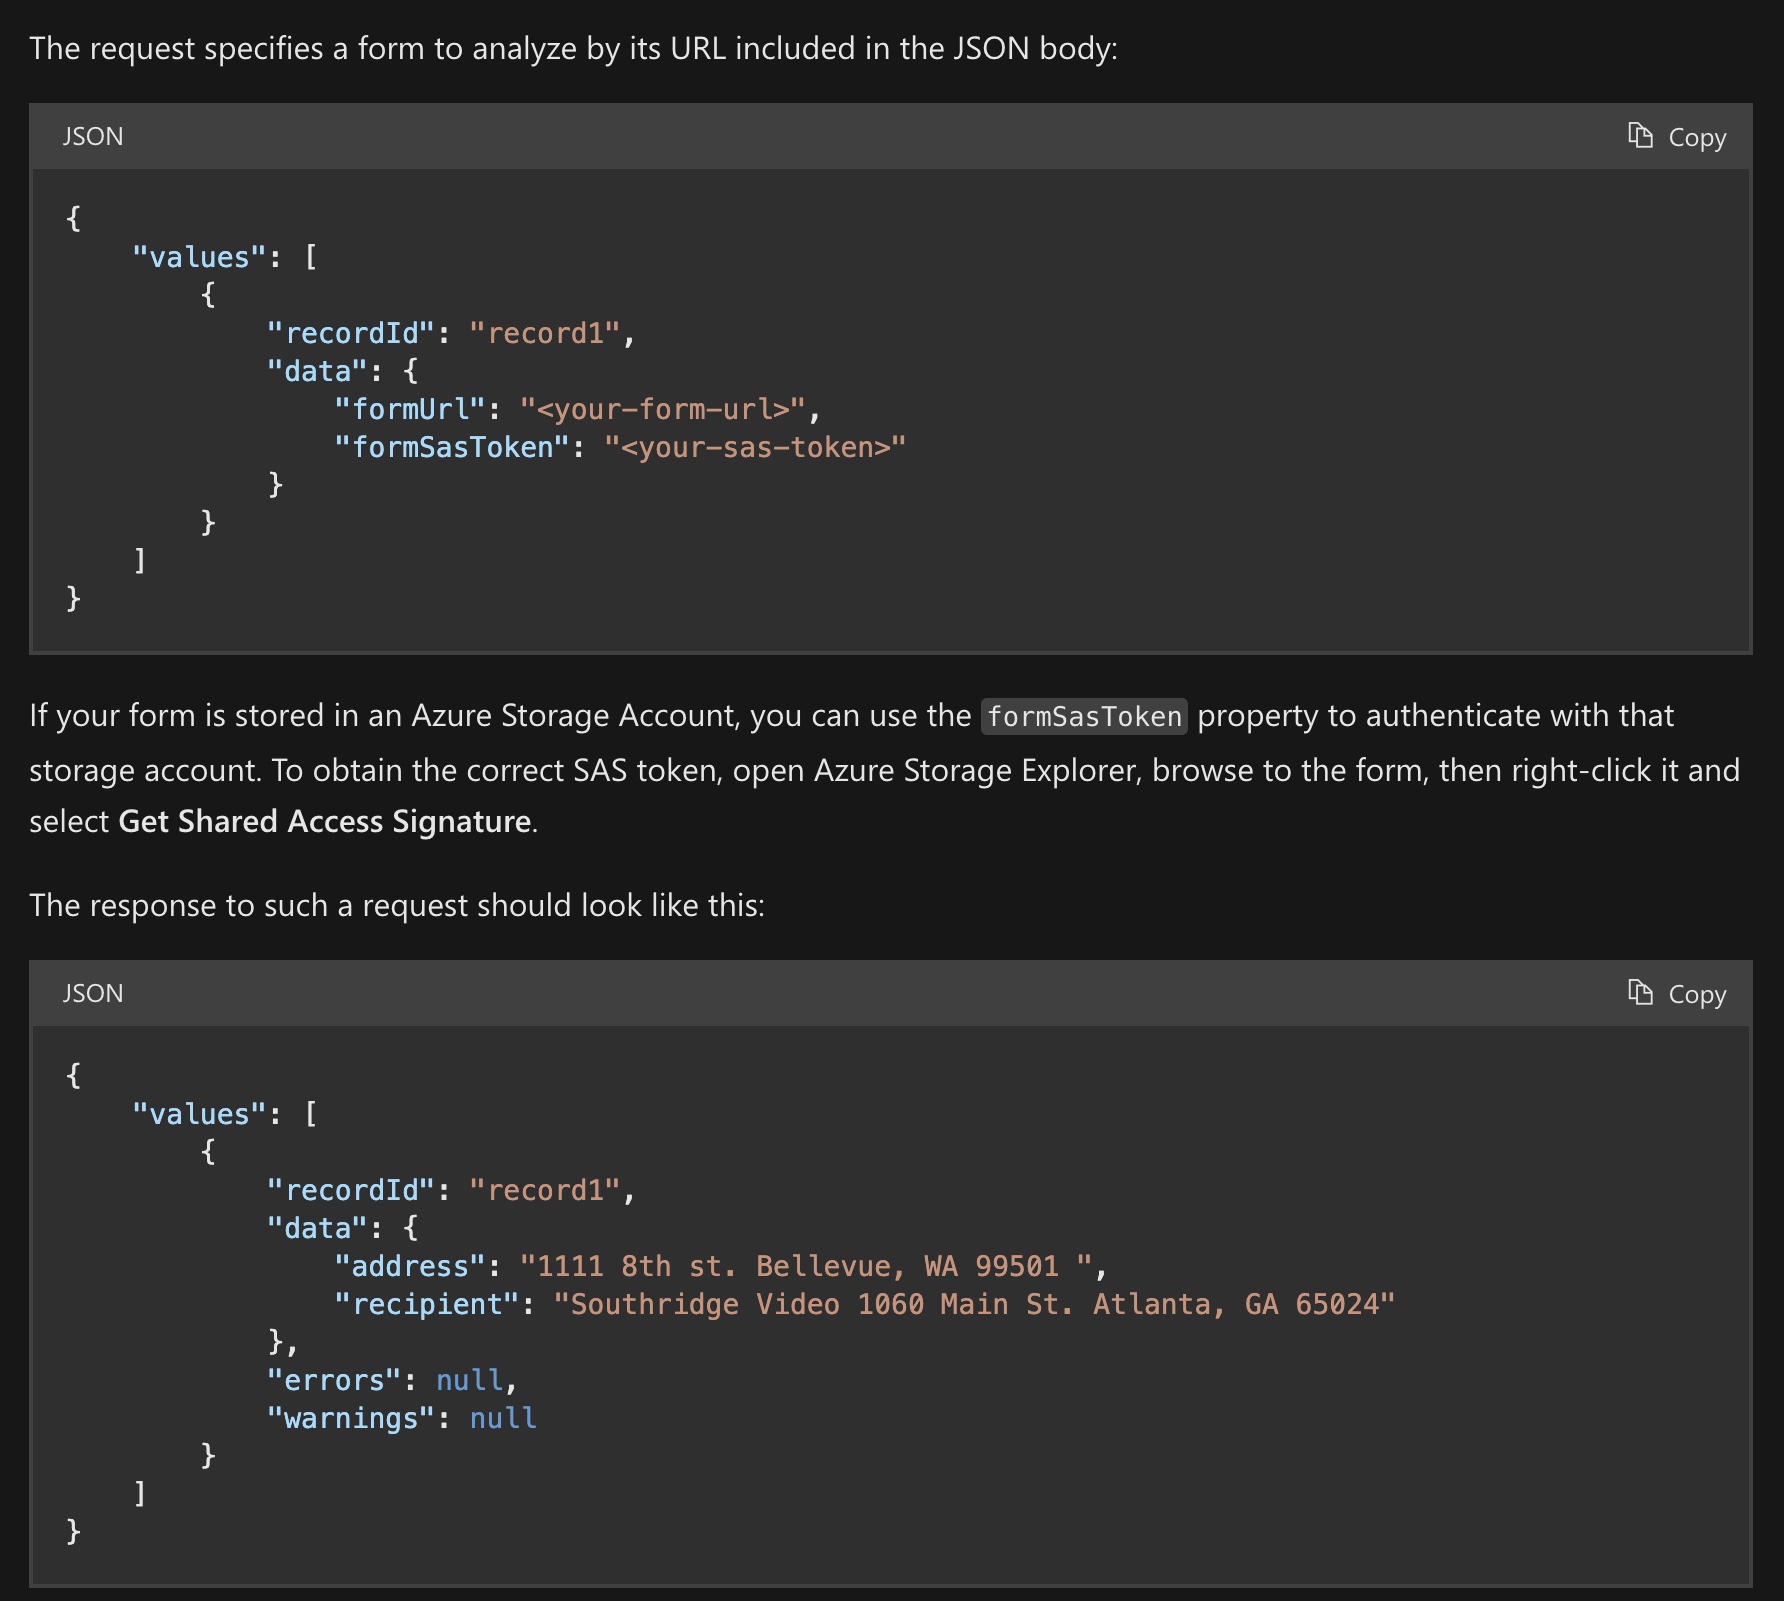 The request specifies a form to analyze by its URL included in the JSON body:
JSON
Copy
{
    "values": [
        {
            "recordId": "record1",
            "data": {
                "formUrl": "<your-form-url>",
                "formSasToken": "<your-sas-token>"
            }
        }
    ]
}
If your form is stored in an Azure Storage Account, you can use the formSasToken property to authenticate with that
storage account. To obtain the correct SAS token, open Azure Storage Explorer, browse to the form, then right-click it and
select Get Shared Access Signature.
The response to such a request should look like this:
JSON
Copy
{
    "values": [
        {
            "recordId": "record1",
            "data": {
                "address": "1111 8th st. Bellevue, WA 99501 ",
                "recipient": "Southridge Video 1060 Main St. Atlanta, GA 65024"
            },
            "errors": null,
            "warnings": null
        }
    ]
}